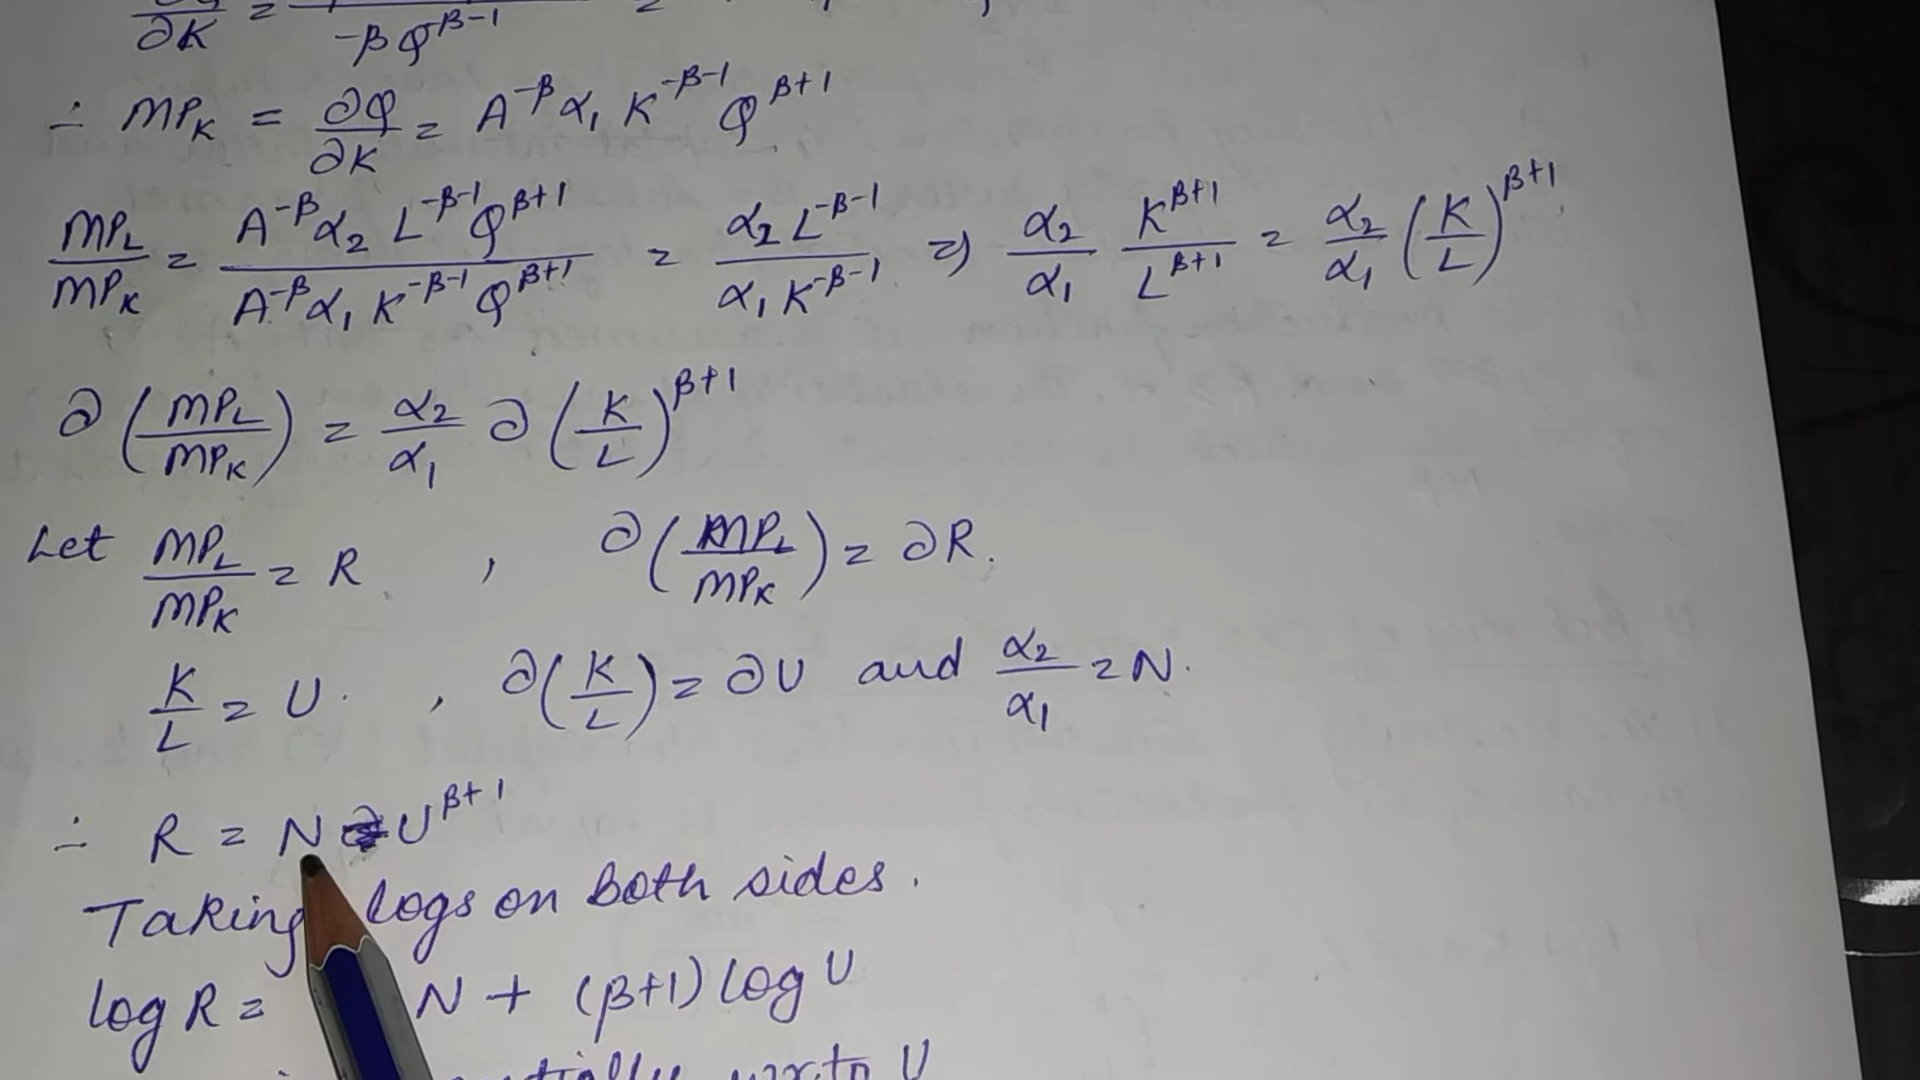 ∂K = -βQ^β-1 =
∴ MP_K = ∂Q/∂K = A^-β α₁ K^-β-1 Q^β+1
MP_L/MP_K = A^-β α₂ L^-β-1 Q^β+1 / A^-β α₁ K^-β-1 Q^β+1 = α₂ L^-β-1 / α₁ K^-β-1 ⇒ α₂/α₁ K^β+1/L^β+1 = α₂/α₁ (K/L)^β+1
∂(MP_L/MP_K) = α₂/α₁ ∂(K/L)^β+1
Let MP_L/MP_K = R , ∂(MP_L/MP_K) = ∂R.
K/L = U. , ∂(K/L) = ∂U and α₂/α₁ = N.
∴ R = N U^β+1
Taking logs on both sides.
log R = N + (β+1) log U
w.r.to U